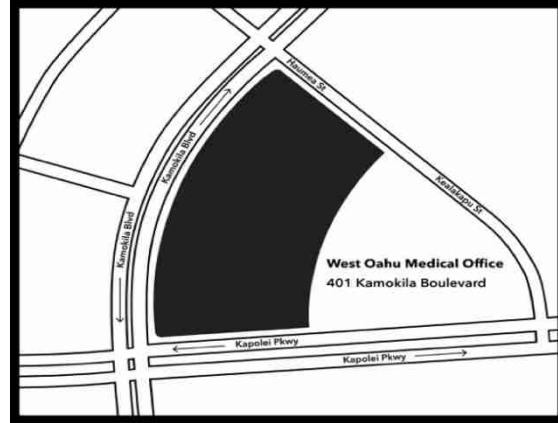 Haumea St
Kamokila Blvd
Kealakapu St
Kamokila Blvd
West Oahu Medical Office
401 Kamokila Boulevard
Kapolei Pkwy
Kapolei Pkwy